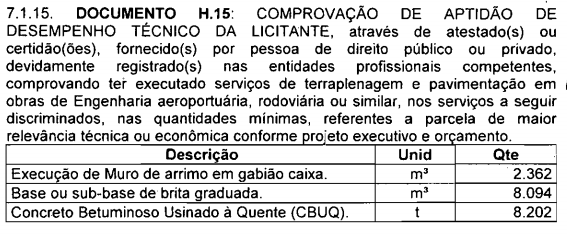 7.1.15. DOCUMENTO H.15: COMPROVAÇÃO DE APTIDÃO DE
DESEMPENHO TÉCNICO DA LICITANTE, através de atestado(s) ou
certidão(ões), fornecido(s) por pessoa de direito público ou privado,
devidamente registrado(s) nas entidades profissionais competentes,
comprovando ter executado serviços de terraplenagem e pavimentação em
obras de Engenharia aeroportuária, rodoviária ou similar, nos serviços a seguir
discriminados, nas quantidades mínimas, referentes a parcela de maior
relevância técnica ou econômica conforme projeto executivo e orçamento.
Descrição Unid Qte
Execução de Muro de arrimo em gabião caixa. m³ 2.362
Base ou sub-base de brita graduada. m³ 8.094
Concreto Betuminoso Usinado à Quente (CBUQ). t 8.202